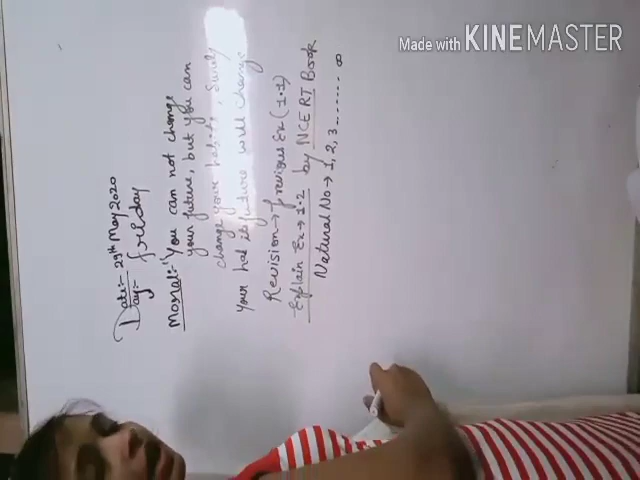 Made with KINEMASTER
Date:- 29th May 2020
Day:- friday
Moral:- "You can not change
your future, but you can
change your habits, Surely
your habits future will change
Revision → previous Ex (1.1)
Explain Ex → 1.2 by NCERT Book
Natural No → 1, 2, 3 ....... ∞